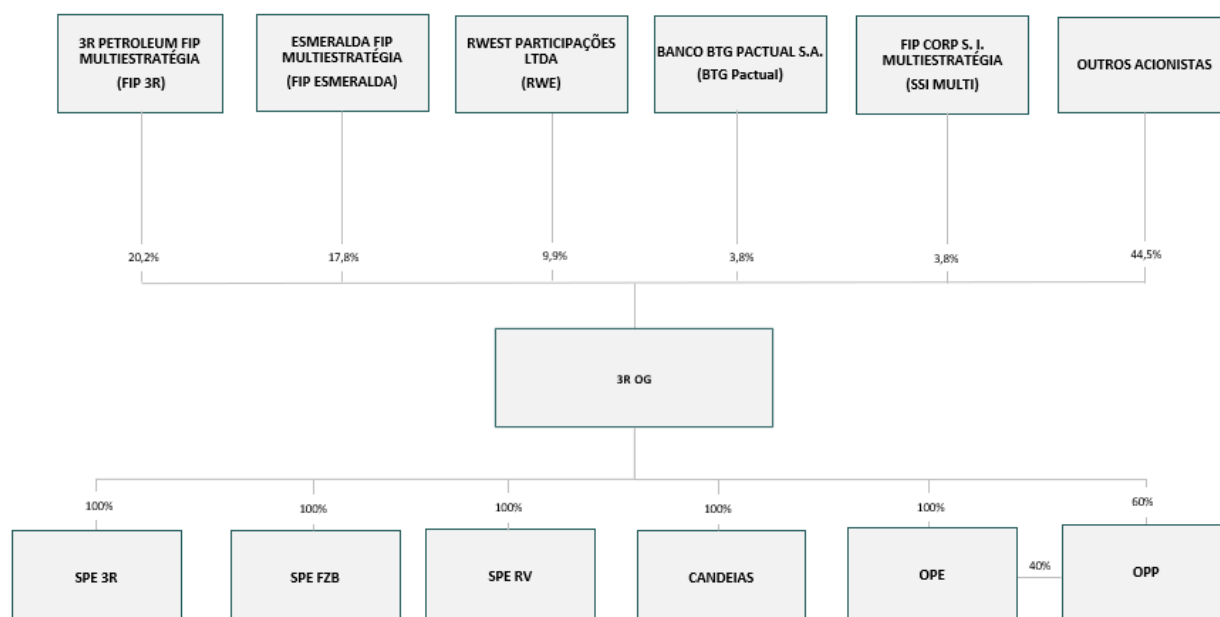 3R PETROLEUM FIP
MULTIESTRATÉGIA
(FIP 3R)
ESMERALDA FIP
MULTIESTRATÉGIA
(FIP ESMERALDA)
RWEST PARTICIPAÇÕES
LTDA
(RWE)
BANCO BTG PACTUAL S.A.
(BTG Pactual)
FIP CORP S. I.
MULTIESTRATÉGIA
(SSI MULTI)
OUTROS ACIONISTAS
20,2%
17,8%
9,9%
3,8%
3,8%
44,5%
3R OG
100%
100%
100%
100%
100%
60%
SPE 3R
SPE FZB
SPE RV
CANDEIAS
OPE
40%
OPP